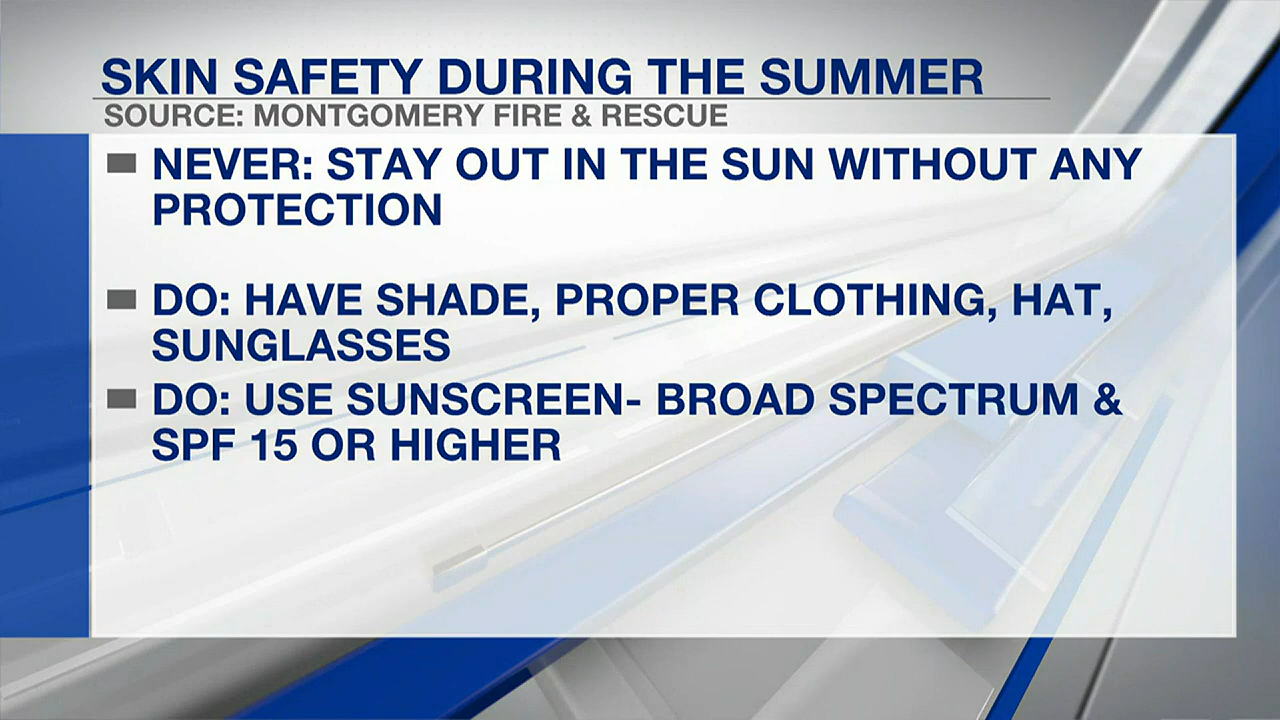 SKIN SAFETY DURING THE SUMMER
SOURCE: MONTGOMERY FIRE & RESCUE
NEVER: STAY OUT IN THE SUN WITHOUT ANY
PROTECTION
DO: HAVE SHADE, PROPER CLOTHING, HAT,
SUNGLASSES
DO: USE SUNSCREEN- BROAD SPECTRUM &
SPF 15 OR HIGHER